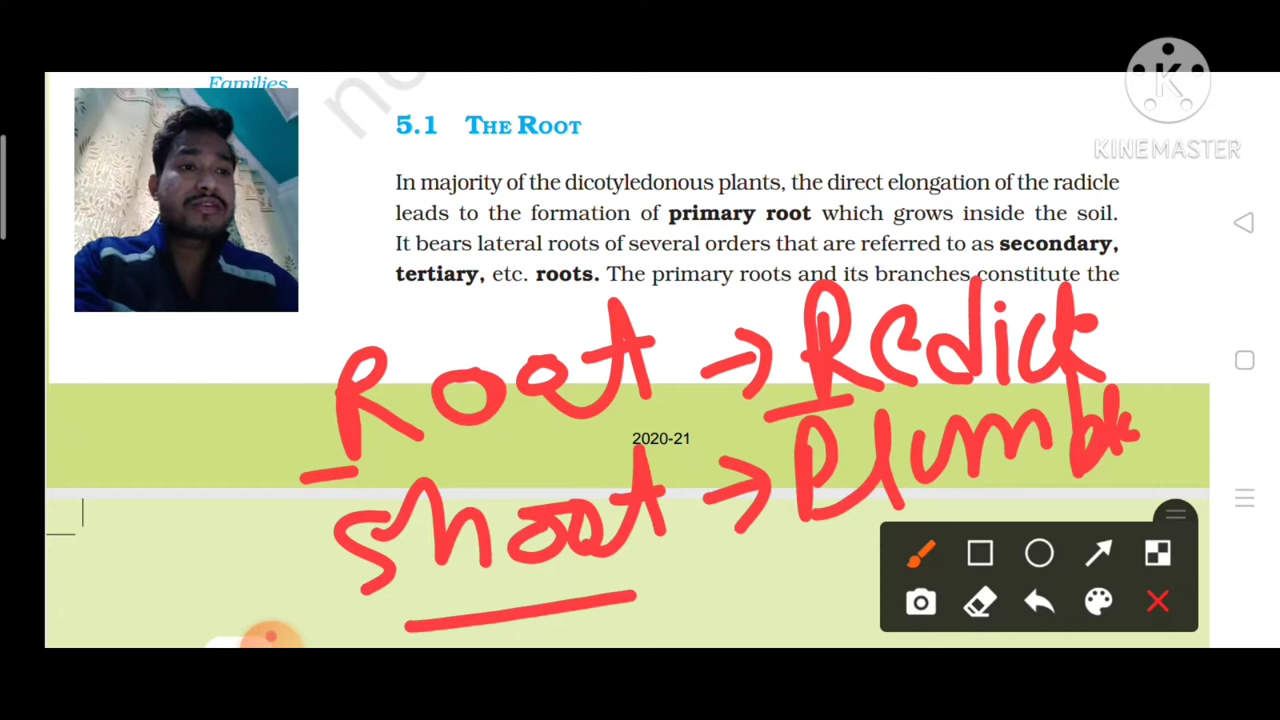 Families
KINEMASTER
5.1 THE ROOT
In majority of the dicotyledonous plants, the direct elongation of the radicle
leads to the formation of primary root which grows inside the soil.
It bears lateral roots of several orders that are referred to as secondary,
tertiary, etc. roots. The primary roots and its branches constitute the
Root → Redick
2020-21
Shoot → Plumbk